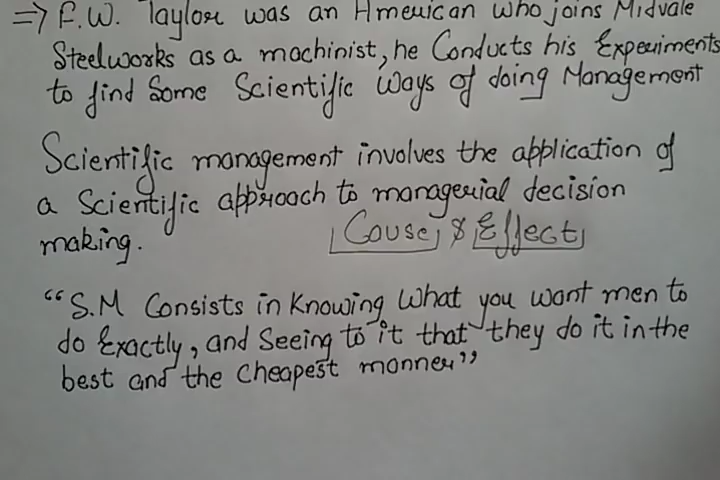 => F.W. Taylor was an American who joins Midvale
Steelworks as a machinist, he Conducts his Experiments
to find Some Scientific Ways of doing Management
Scientific management involves the application of
a Scientific approach to managerial decision
making. Cause & Effect
"S.M Consists in Knowing What you want men to
do Exactly, and Seeing to it that they do it in the
best and the Cheapest manner"